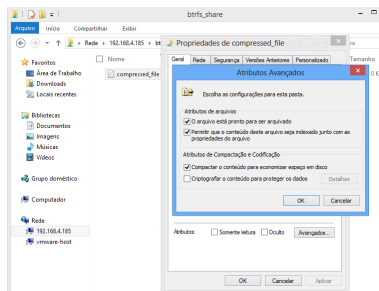 btrfs_share
Arquivo Início Compartilhar Exibir
Rede 192.168.4.185
Favoritos
Área de Trabalho
Downloads
Locais recentes
Bibliotecas
Documentos
Imagens
Músicas
Vídeos
Grupo doméstico
Computador
Rede
192.168.4.185
vmware-host
Nome
compressed_file
Tamanho
0 K
Propriedades de compressed_file
Geral Rede Segurança Versões Anteriores Personalizado
Atributos Avançados
Escolha as configurações para esta pasta.
Atributos de arquivos
O arquivo está pronto para ser arquivado
Permitir que o conteúdo deste arquivo seja indexado junto com as
propriedades do arquivo
Atributos de Compactação e Codificação
Compactar o conteúdo para economizar espaço em disco
Criptografar o conteúdo para proteger os dados Detalhes
OK Cancelar
Atributos: Somente leitura Oculto Avançados...
OK Cancelar Aplicar